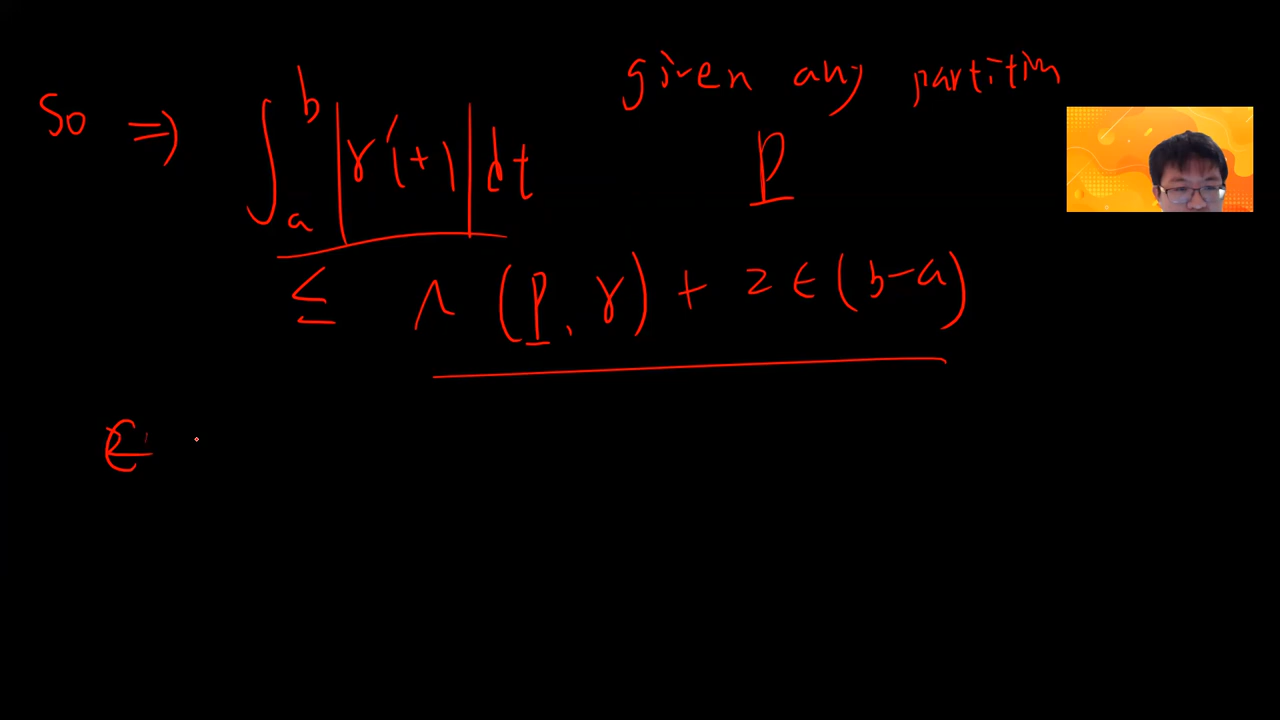 So ⇒ ∫_a^b |γ'(t)| dt given any partition P
≤ Λ (P, γ) + 2ε(b-a)